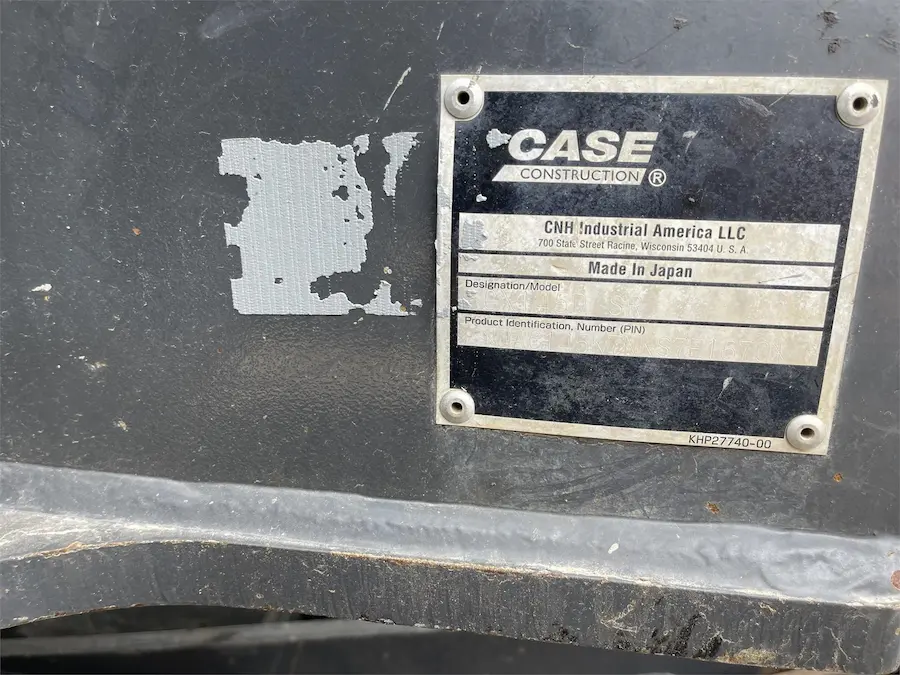 CASE
CONSTRUCTION ®
CNH Industrial America LLC
700 State Street Racine, Wisconsin 53404 U. S. A.
Made In Japan
Designation/Model
Product Identification, Number (PIN)
KHP27740-00